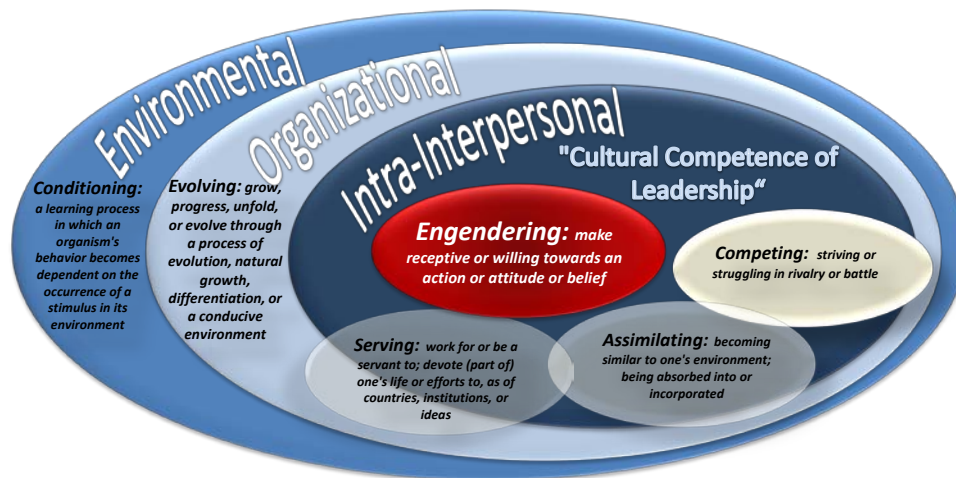 Environmental
Organizational
Intra-Interpersonal
"Cultural Competence of
Leadership“
Conditioning:
a learning process
in which an
organism's
behavior becomes
dependent on the
occurrence of a
stimulus in its
environment
Evolving: grow,
progress, unfold,
or evolve through
a process of
evolution, natural
growth,
differentiation, or
a conducive
environment
Engendering: make
receptive or willing towards an
action or attitude or belief
Competing: striving or
struggling in rivalry or battle
Serving: work for or be a
servant to; devote (part of)
one's life or efforts to, as of
countries, institutions, or
ideas
Assimilating: becoming
similar to one's environment;
being absorbed into or
incorporated